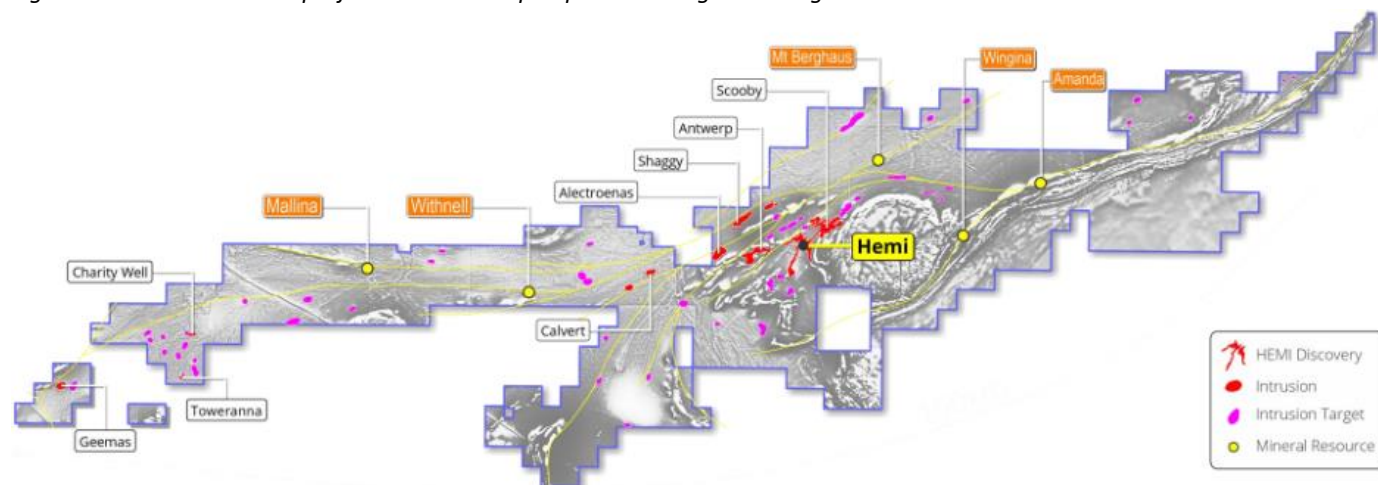 Mt Berghaus
Wingina
Amanda
Scooby
Antwerp
Shaggy
Alectroenas
Mallina
Withnell
Hemi
Charity Well
Calvert
Toweranna
Geemas
HEMI Discovery
Intrusion
Intrusion Target
Mineral Resource